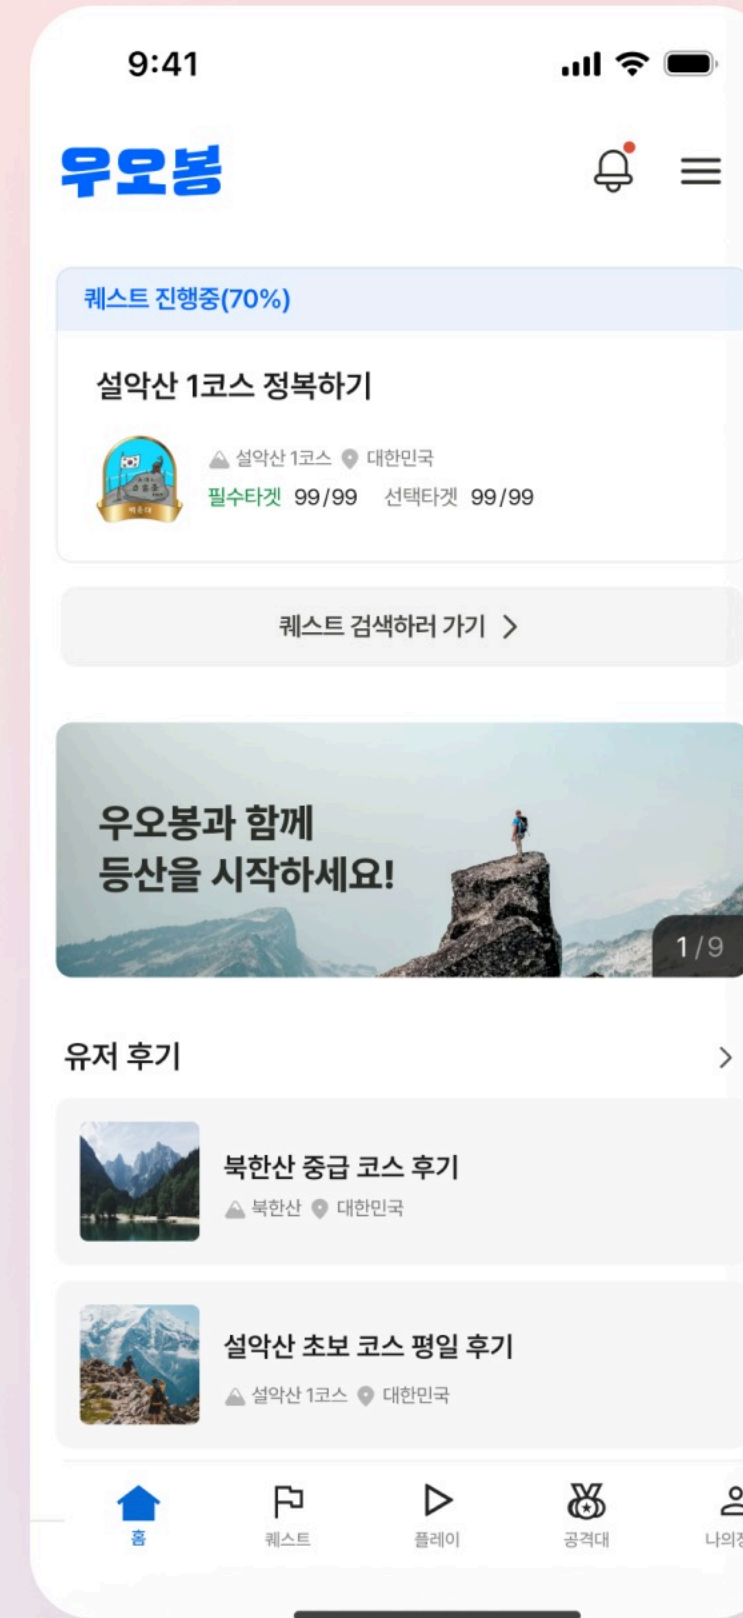 9:41
우오봉
퀘스트 진행중(70%)
설악산 1코스 정복하기
설악산 1코스 대한민국
필수타겟 99/99 선택타겟 99/99
퀘스트 검색하러 가기
우오봉과 함께
등산을 시작하세요!
1/9
유저 후기
북한산 중급 코스 후기
북한산 대한민국
설악산 초보 코스 평일 후기
설악산 1코스 대한민국
홈 퀘스트 플레이 공격대 나의